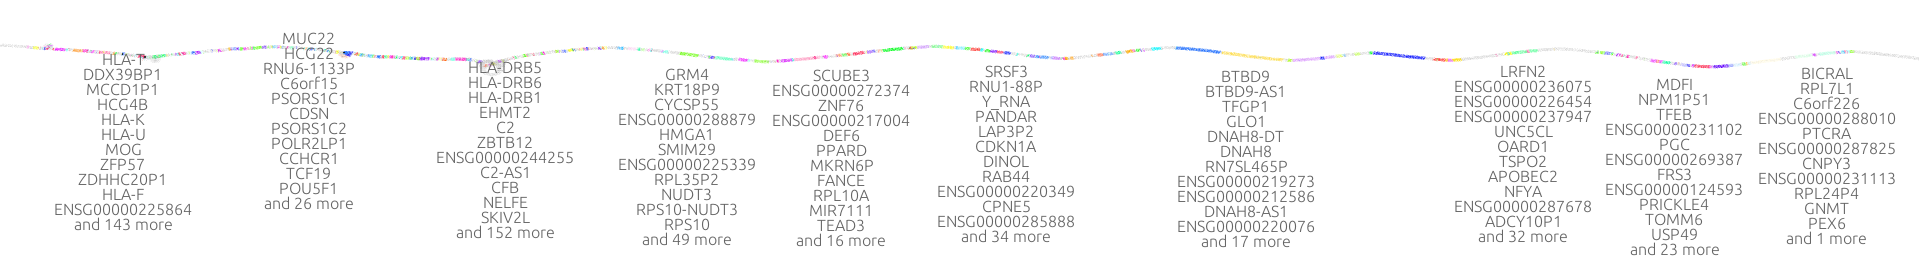 HLA-T
DDX39BP1
MCCD1P1
HCG4B
HLA-K
HLA-U
MOG
ZFP57
ZDHHC20P1
HLA-F
ENSG00000225864
and 143 more
MUC22
HCG22
RNU6-1133P
C6orf15
PSORS1C1
CDSN
PSORS1C2
POLR2LP1
CCHCR1
TCF19
POU5F1
and 26 more
HLA-DRB5
HLA-DRB6
HLA-DRB1
EHMT2
C2
ZBTB12
ENSG00000244255
C2-AS1
CFB
NELFE
SKIV2L
and 152 more
GRM4
KRT18P9
CYCSP55
ENSG00000288879
HMGA1
SMIM29
ENSG00000225339
RPL35P2
NUDT3
RPS10-NUDT3
RPS10
and 49 more
SCUBE3
ENSG00000272374
ZNF76
ENSG00000217004
DEF6
PPARD
MKRN6P
FANCE
RPL10A
MIR7111
TEAD3
and 16 more
SRSF3
RNU1-88P
Y_RNA
PANDAR
LAP3P2
CDKN1A
DINOL
RAB44
ENSG00000220349
CPNE5
ENSG00000285888
and 34 more
BTBD9
BTBD9-AS1
TFGP1
GLO1
DNAH8-DT
DNAH8
RN7SL465P
ENSG00000219273
ENSG00000212586
DNAH8-AS1
ENSG00000220076
and 17 more
LRFN2
ENSG00000236075
ENSG00000226454
ENSG00000237947
UNC5CL
OARD1
TSPO2
APOBEC2
NFYA
ENSG00000287678
ADCY10P1
and 32 more
MDFI
NPM1P51
TFEB
ENSG00000231102
PGC
ENSG00000269387
FRS3
ENSG00000124593
PRICKLE4
TOMM6
USP49
and 23 more
BICRAL
RPL7L1
C6orf226
ENSG00000288010
PTCRA
ENSG00000287825
CNPY3
ENSG00000231113
RPL24P4
GNMT
PEX6
and 1 more